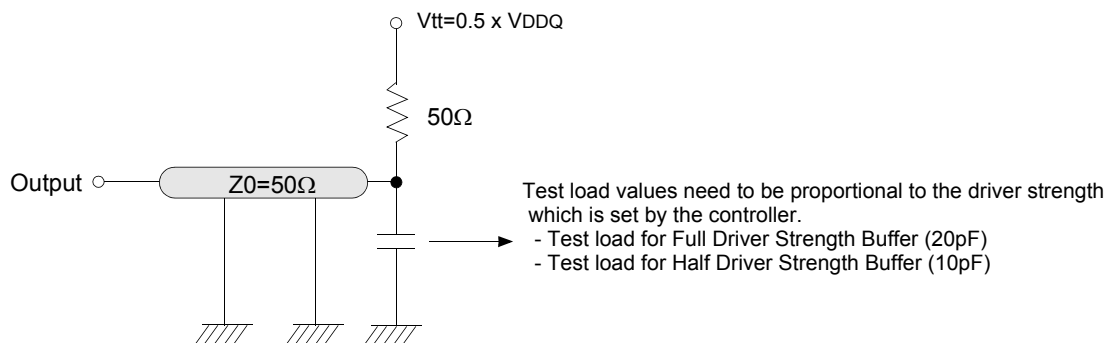 Vtt=0.5 x VDDQ
50Ω
Output
Z0=50Ω
Test load values need to be proportional to the driver strength
which is set by the controller.
- Test load for Full Driver Strength Buffer (20pF)
- Test load for Half Driver Strength Buffer (10pF)